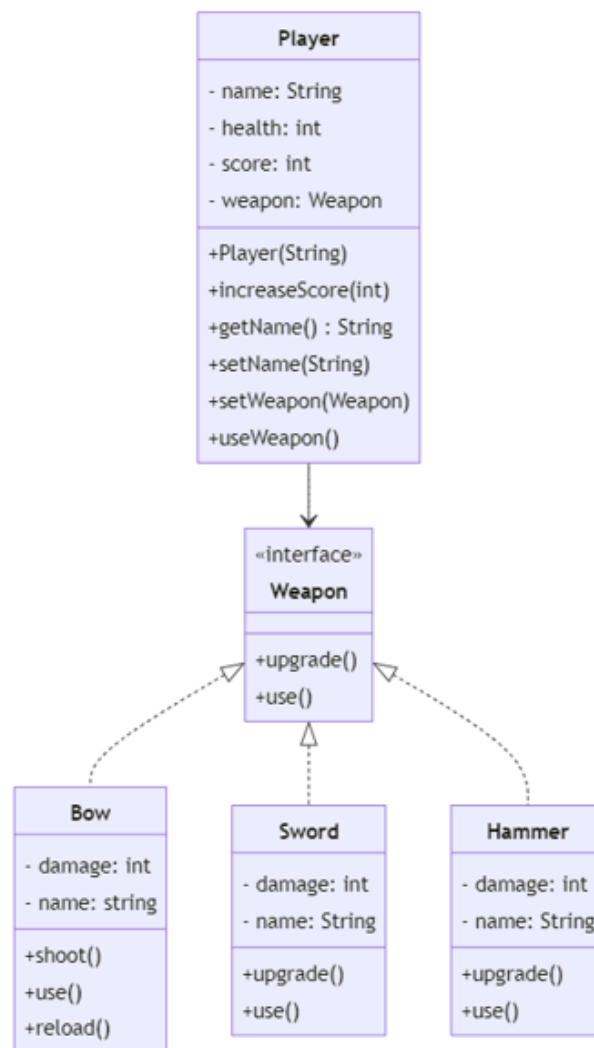 Player
- name: String
- health: int
- score: int
- weapon: Weapon
+Player(String)
+increaseScore(int)
+getName() : String
+setName(String)
+setWeapon(Weapon)
+useWeapon()
«interface»
Weapon
+upgrade()
+use()
Bow
- damage: int
- name: string
+shoot()
+use()
+reload()
Sword
- damage: int
- name: String
+upgrade()
+use()
Hammer
- damage: int
- name: String
+upgrade()
+use()